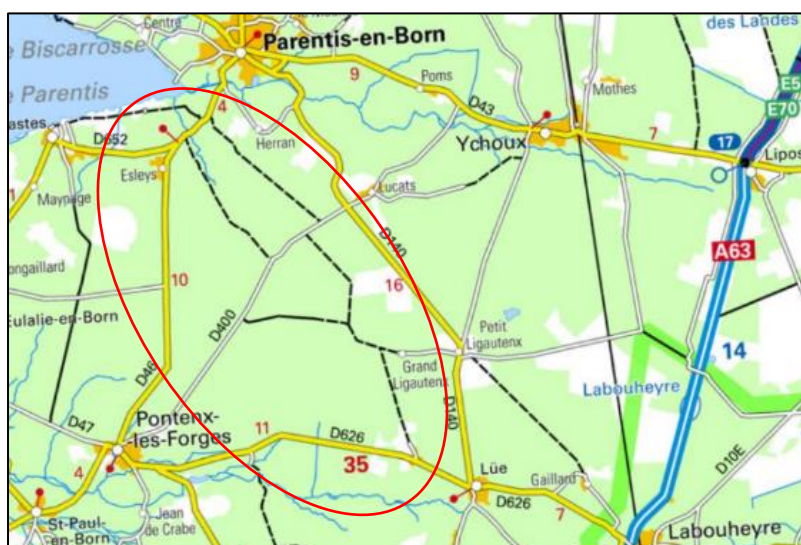 Centre
des Landes
Biscarrosse
Parentis-en-Born
E5
E70
Parentis
9
Poms
D43
Mothes
4
Ychoux
7
17
Lipos
astes
D652
Herran
Esleys
Lucats
Maypage
1
D140
A63
ongaillard
10
16
Eulalie-en-Born
D400
Petit
Ligautenx
14
Grand
Ligautenx
Labouheyre
D46
D140
D47
Pontenx-
-les-Forges
11
D626
35
D10E
4
Lüe
Gaillard
D626
7
St-Paul
-en-Born
Jean
de Crabe
Labouheyre